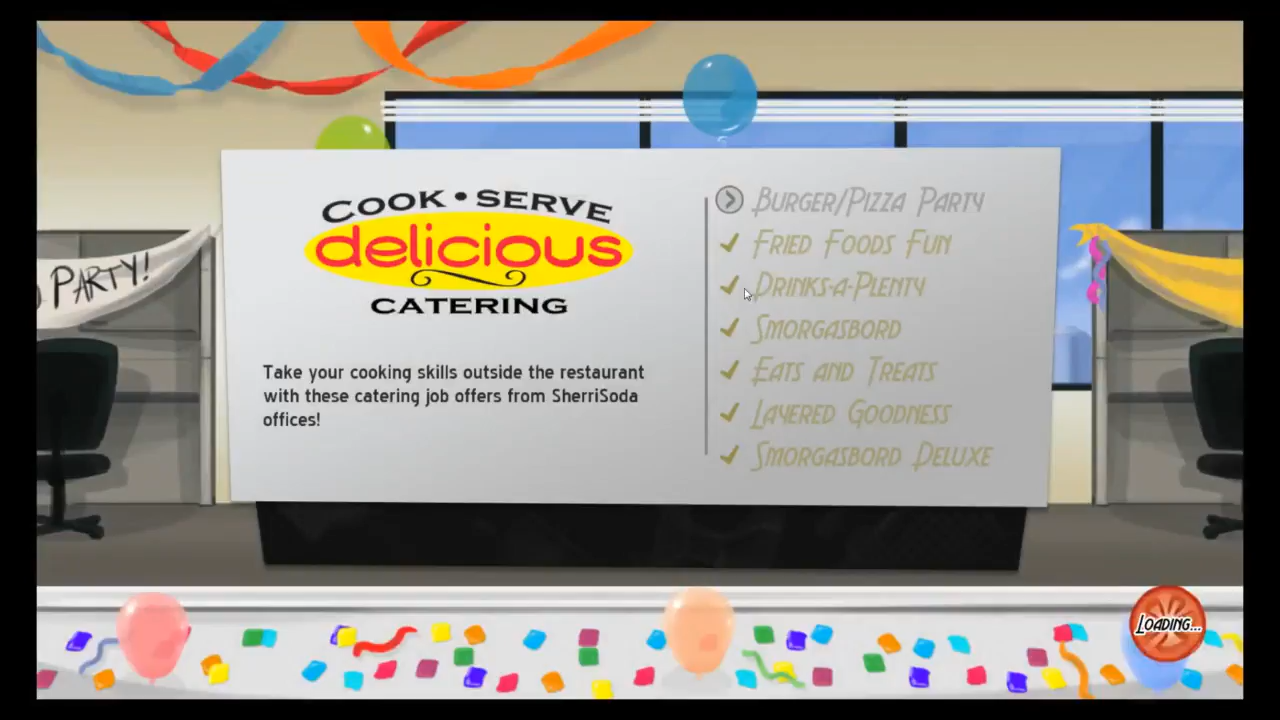 PARTY!
COOK • SERVE
delicious
CATERING
Take your cooking skills outside the restaurant
with these catering job offers from SherriSoda
offices!
BURGER/PIZZA PARTY
FRIED FOODS FUN
DRINKS-A-PLENTY
SMORGASBORD
EATS AND TREATS
LAYERED GOODNESS
SMORGASBORD DELUXE
LOADING...